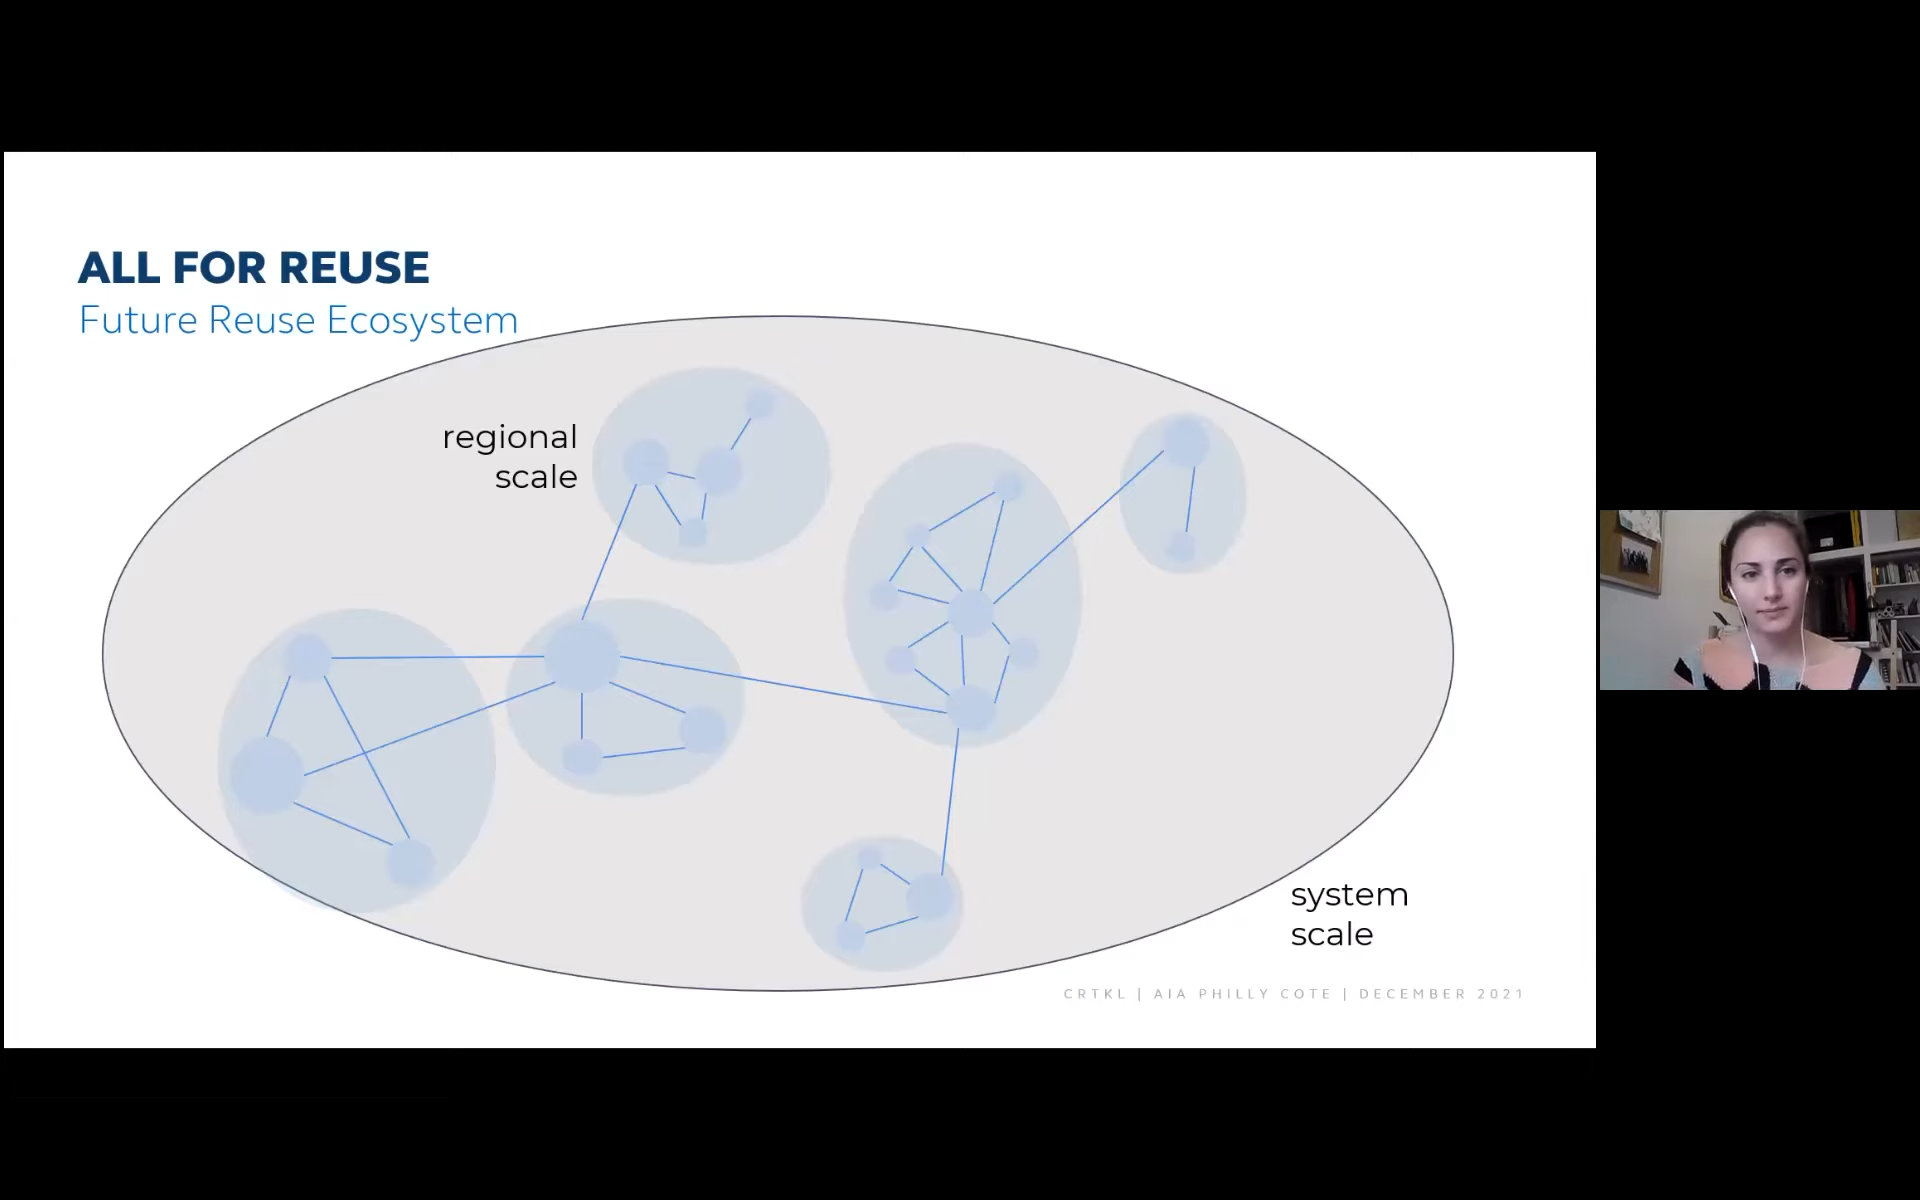 ALL FOR REUSE
Future Reuse Ecosystem
regional
scale
system
scale
CRTKL | AIA PHILLY COTE | DECEMBER 2021